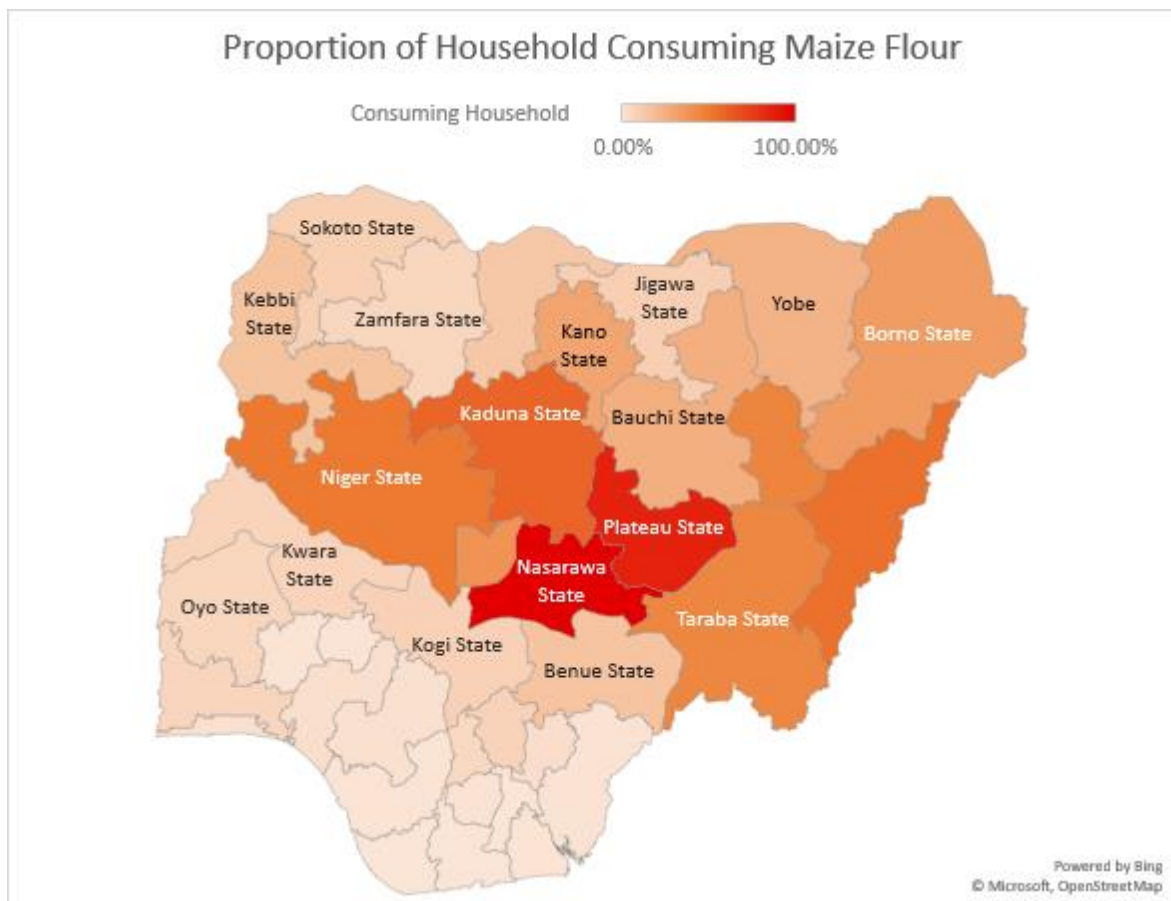 Proportion of Household Consuming Maize Flour
Consuming Household
0.00%
100.00%
Sokoto State
Kebbi
State
Zamfara State
Jigawa
State
Yobe
Kano
State
Borno State
Kaduna State
Bauchi State
Niger State
Plateau State
Nasarawa
State
Kwara
State
Oyo State
Taraba State
Kogi State
Benue State
Powered by Bing
© Microsoft, OpenStreetMap